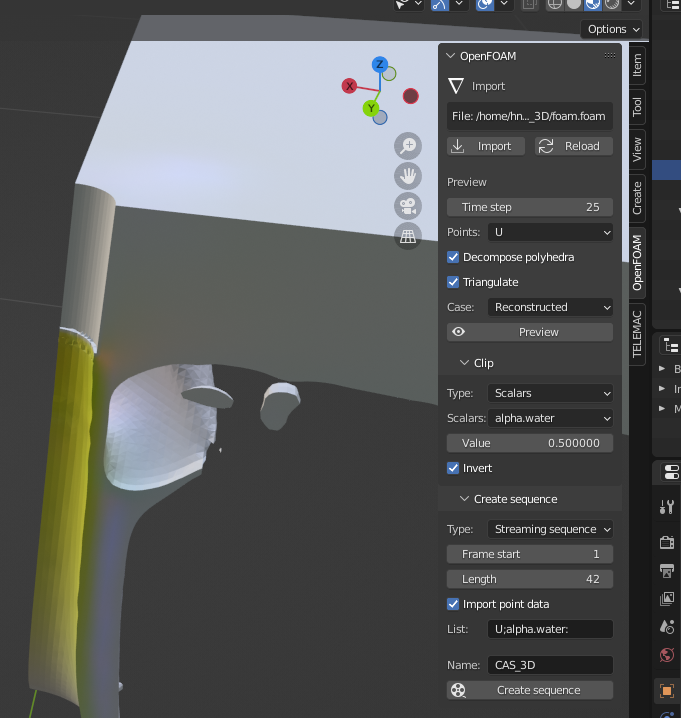 Options
OpenFOAM
Import
File: /home/hn..._3D/foam.foam
Import Reload
Preview
Time step 25
Points: U
Decompose polyhedra
Triangulate
Case: Reconstructed
Preview
Clip
Type: Scalars
Scalars: alpha.water
Value 0.500000
Invert
Create sequence
Type: Streaming sequence
Frame start 1
Length 42
Import point data
List: U;alpha.water:
Name: CAS_3D
Create sequence
Item
Tool
View
Create
OpenFOAM
TELEMAC
Z
X
Y
B
In
M